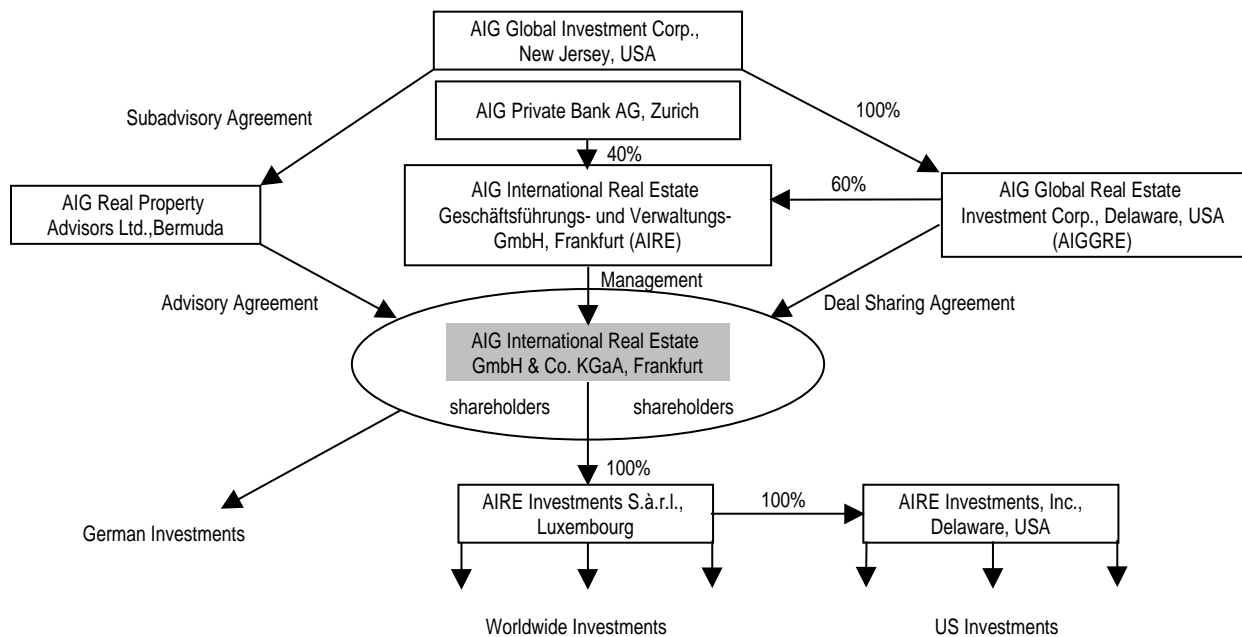 AIG Global Investment Corp.,
New Jersey, USA
AIG Private Bank AG, Zurich
Subadvisory Agreement
100%
40%
AIG Real Property
Advisors Ltd.,Bermuda
AIG International Real Estate
Geschäftsführungs- und Verwaltungs-
GmbH, Frankfurt (AIRE)
60%
AIG Global Real Estate
Investment Corp., Delaware, USA
(AIGGRE)
Management
Advisory Agreement
Deal Sharing Agreement
AIG International Real Estate
GmbH & Co. KGaA, Frankfurt
shareholders
shareholders
100%
German Investments
AIRE Investments S.à.r.l.,
Luxembourg
100%
AIRE Investments, Inc.,
Delaware, USA
Worldwide Investments
US Investments